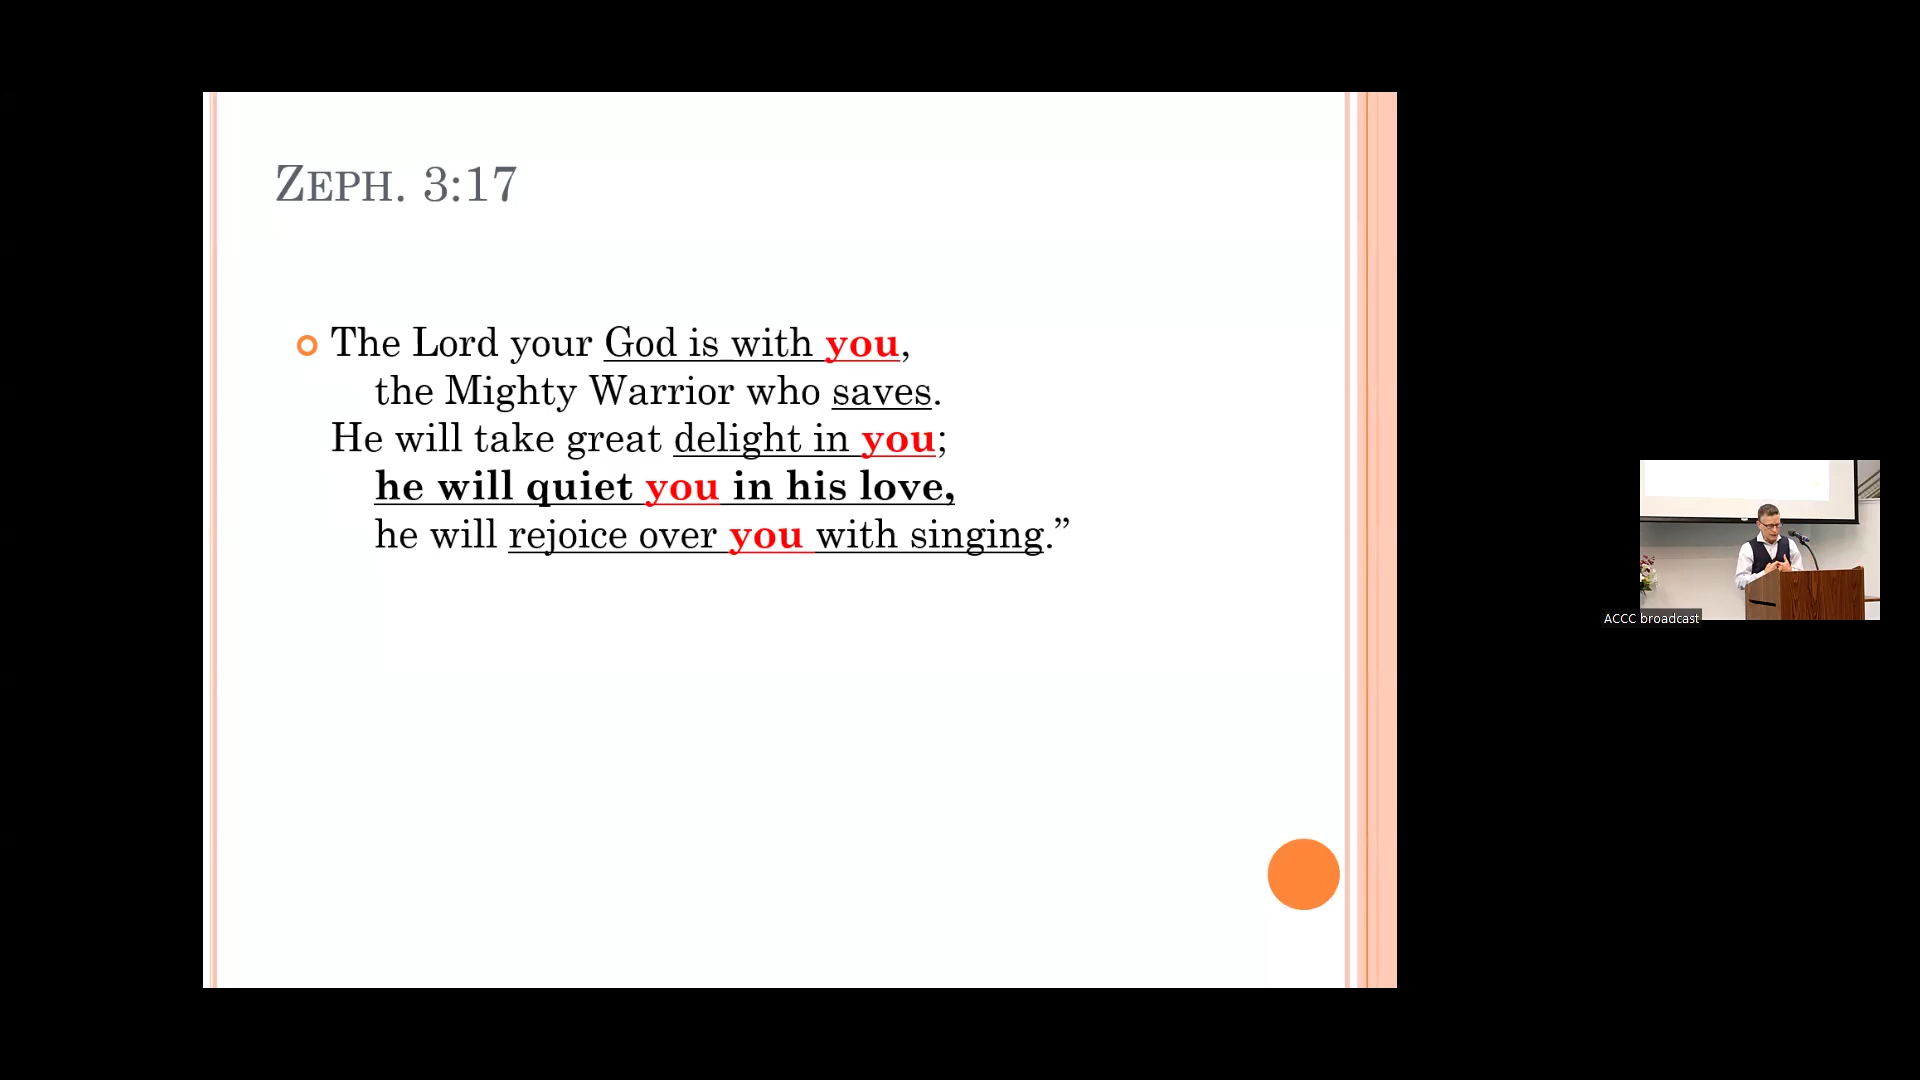 ZEPH. 3:17
The Lord your God is with you,
the Mighty Warrior who saves.
He will take great delight in you;
he will quiet you in his love,
he will rejoice over you with singing.”
ACCC broadcast